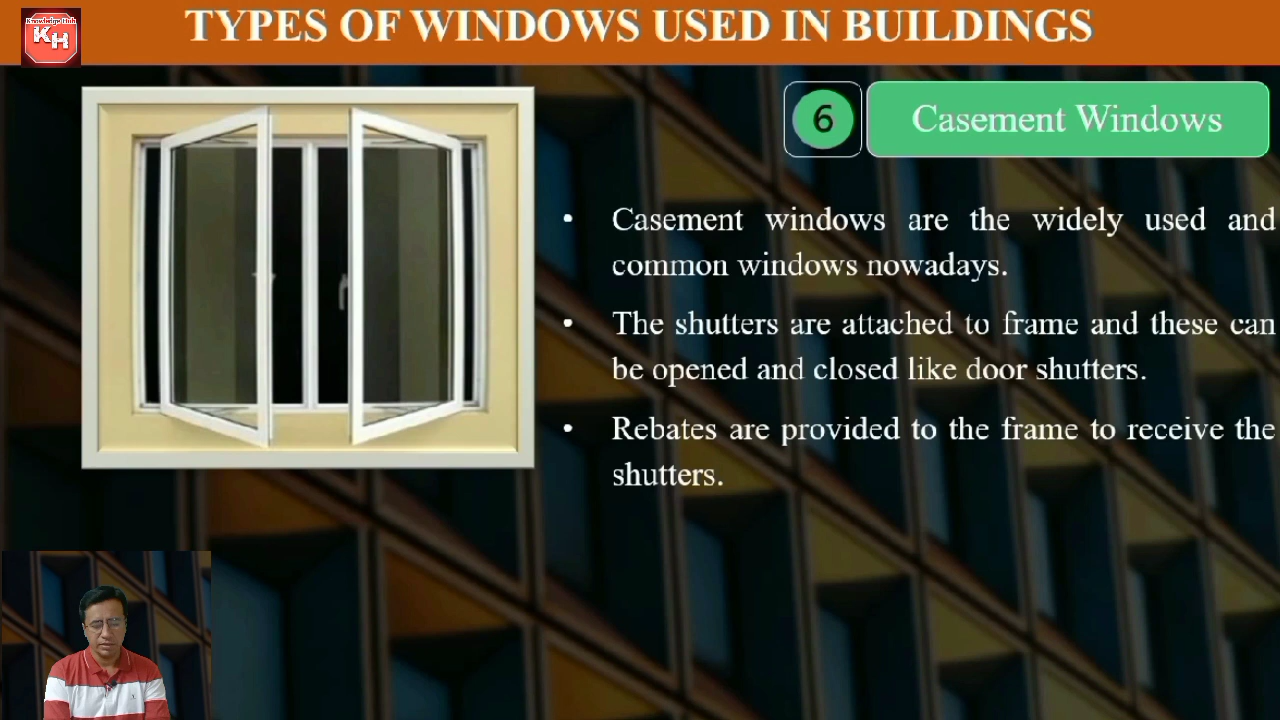 Knowledge Hub
KH
TYPES OF WINDOWS USED IN BUILDINGS
6
Casement Windows
• Casement windows are the widely used and
common windows nowadays.
• The shutters are attached to frame and these can
be opened and closed like door shutters.
• Rebates are provided to the frame to receive the
shutters.